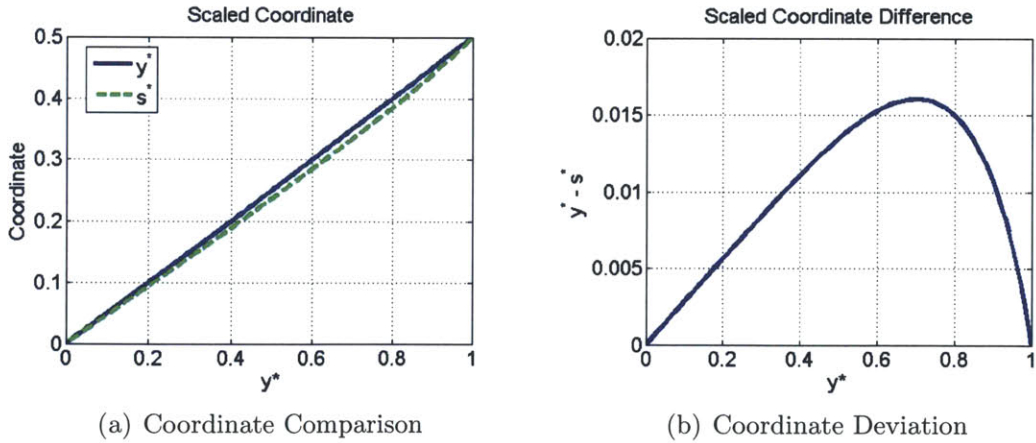 Scaled Coordinate
0.5
0.4
0.3
0.2
0.1
0
y*
s*
Coordinate
0 0.2 0.4 0.6 0.8 1
y*
(a) Coordinate Comparison
Scaled Coordinate Difference
0.02
0.015
0.01
0.005
0
y* - s*
0 0.2 0.4 0.6 0.8 1
y*
(b) Coordinate Deviation